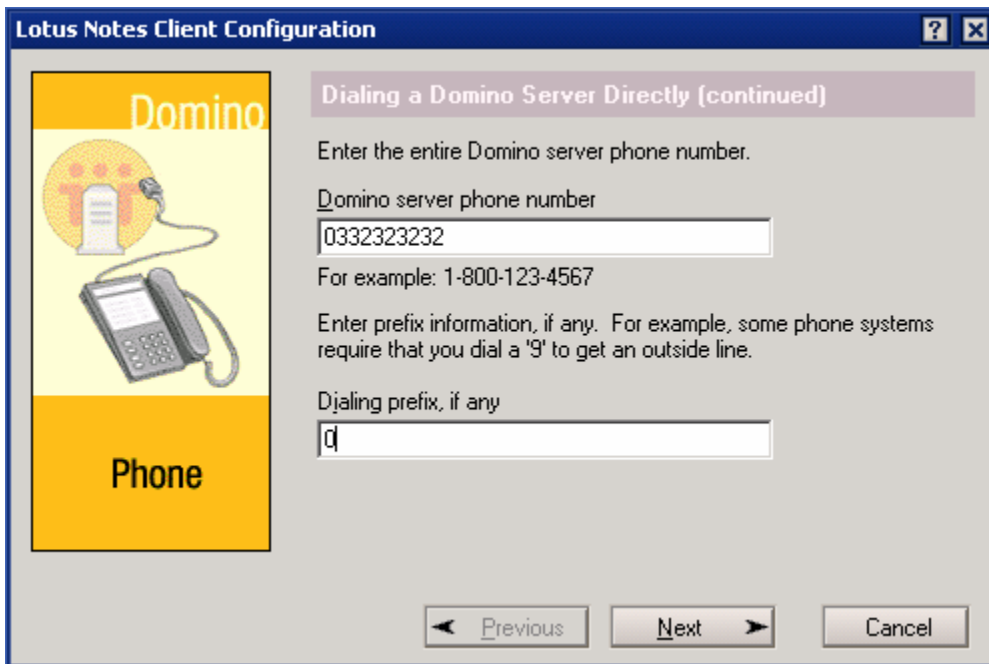 Lotus Notes Client Configuration
Domino
Dialing a Domino Server Directly (continued)
Enter the entire Domino server phone number.
Domino server phone number
0332323232
For example: 1-800-123-4567
Enter prefix information, if any. For example, some phone systems
require that you dial a '9' to get an outside line.
Dialing prefix, if any
0
Phone
Previous
Next
Cancel